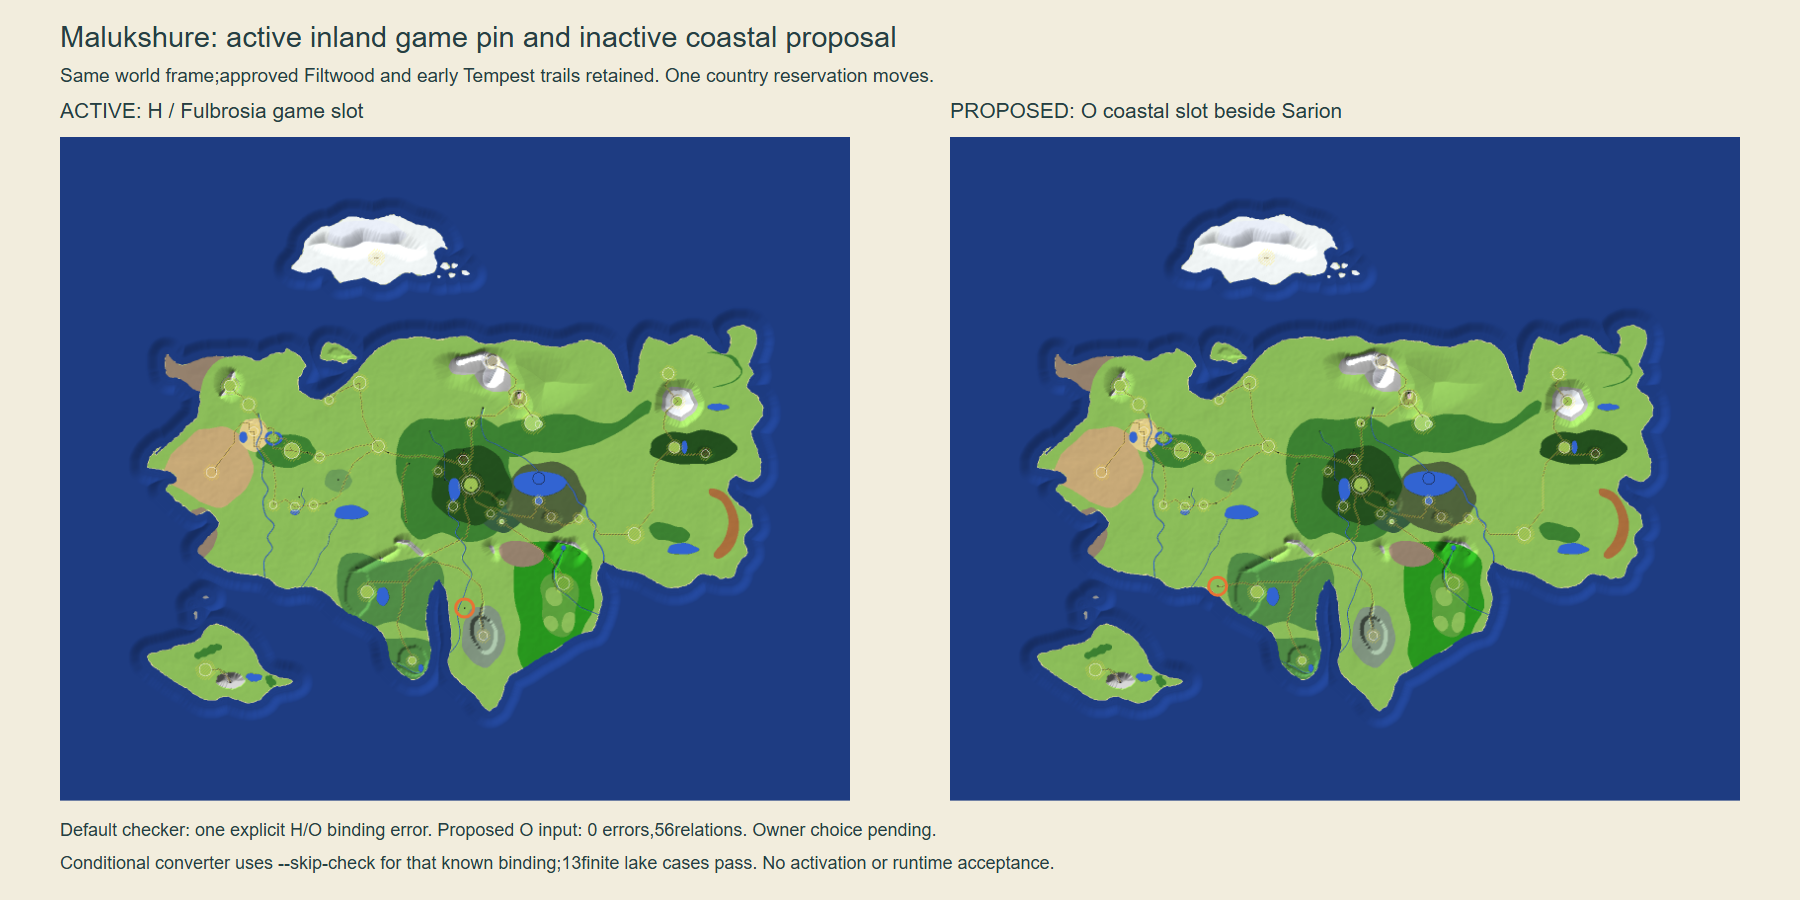 Malukshure: active inland game pin and inactive coastal proposal
Same world frame;approved Filtwood and early Tempest trails retained. One country reservation moves.
ACTIVE: H / Fulbrosia game slot
PROPOSED: O coastal slot beside Sarion
Default checker: one explicit H/O binding error. Proposed O input: 0 errors,56relations. Owner choice pending.
Conditional converter uses --skip-check for that known binding;13finite lake cases pass. No activation or runtime acceptance.